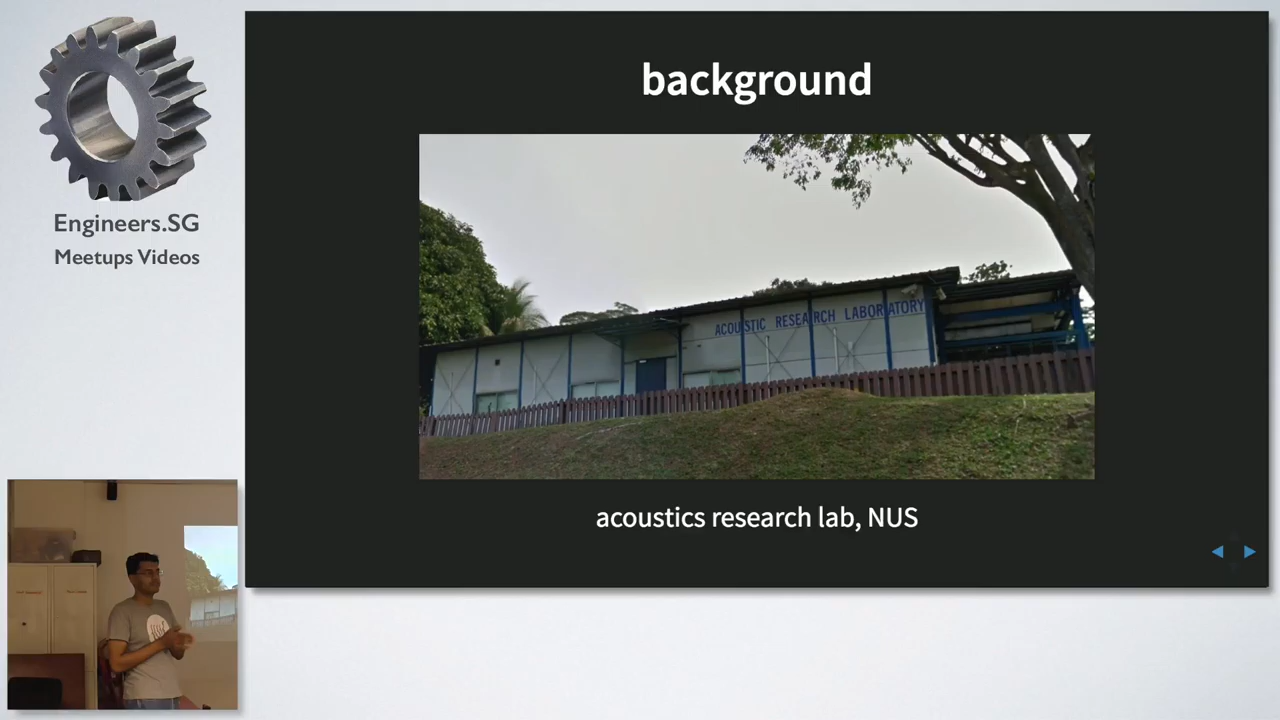 Engineers.SG
Meetups Videos
background
ACOUSTIC RESEARCH LABORATORY
acoustics research lab, NUS